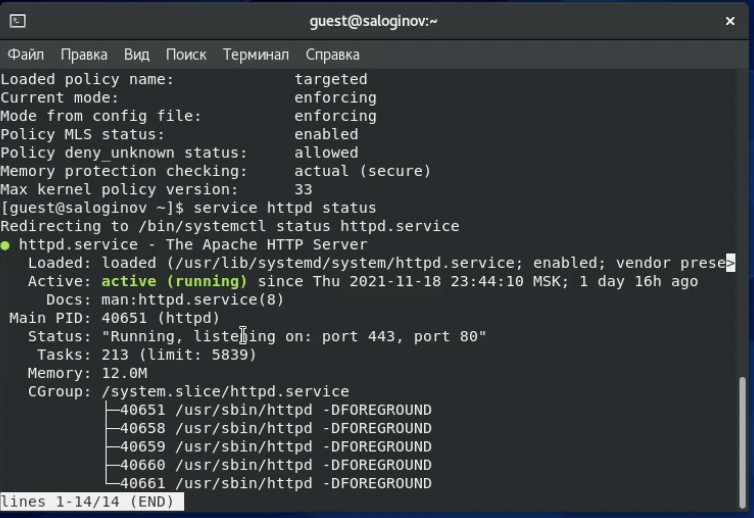 guest@saloginov:~
Файл Правка Вид Поиск Терминал Справка
Loaded policy name:             targeted
Current mode:                   enforcing
Mode from config file:          enforcing
Policy MLS status:              enabled
Policy deny_unknown status:     allowed
Memory protection checking:     actual (secure)
Max kernel policy version:      33
[guest@saloginov ~]$ service httpd status
Redirecting to /bin/systemctl status httpd.service
● httpd.service - The Apache HTTP Server
   Loaded: loaded (/usr/lib/systemd/system/httpd.service; enabled; vendor prese>
   Active: active (running) since Thu 2021-11-18 23:44:10 MSK; 1 day 16h ago
     Docs: man:httpd.service(8)
 Main PID: 40651 (httpd)
   Status: "Running, listening on: port 443, port 80"
    Tasks: 213 (limit: 5839)
   Memory: 12.0M
   CGroup: /system.slice/httpd.service
           ├─40651 /usr/sbin/httpd -DFOREGROUND
           ├─40658 /usr/sbin/httpd -DFOREGROUND
           ├─40659 /usr/sbin/httpd -DFOREGROUND
           ├─40660 /usr/sbin/httpd -DFOREGROUND
           └─40661 /usr/sbin/httpd -DFOREGROUND
lines 1-14/14 (END)